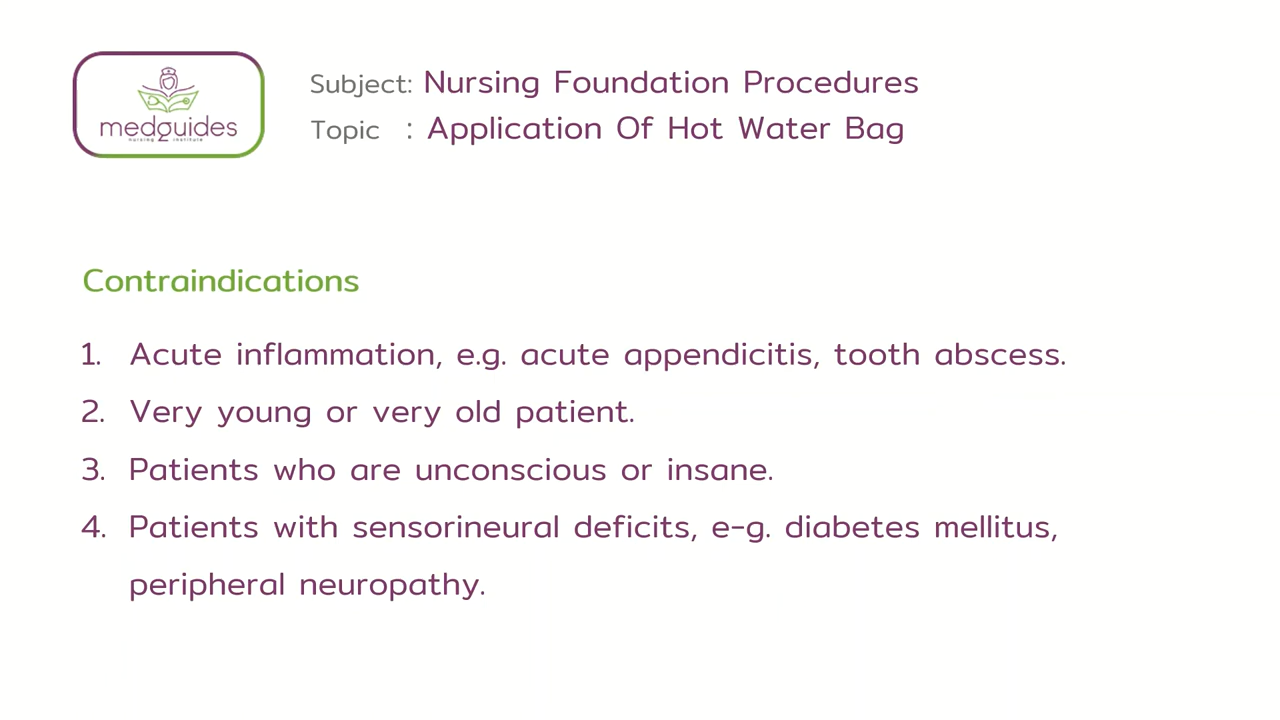 medguides
nursing institute
Subject: Nursing Foundation Procedures
Topic : Application Of Hot Water Bag
Contraindications
1. Acute inflammation, e.g. acute appendicitis, tooth abscess.
2. Very young or very old patient.
3. Patients who are unconscious or insane.
4. Patients with sensorineural deficits, e-g. diabetes mellitus,
peripheral neuropathy.